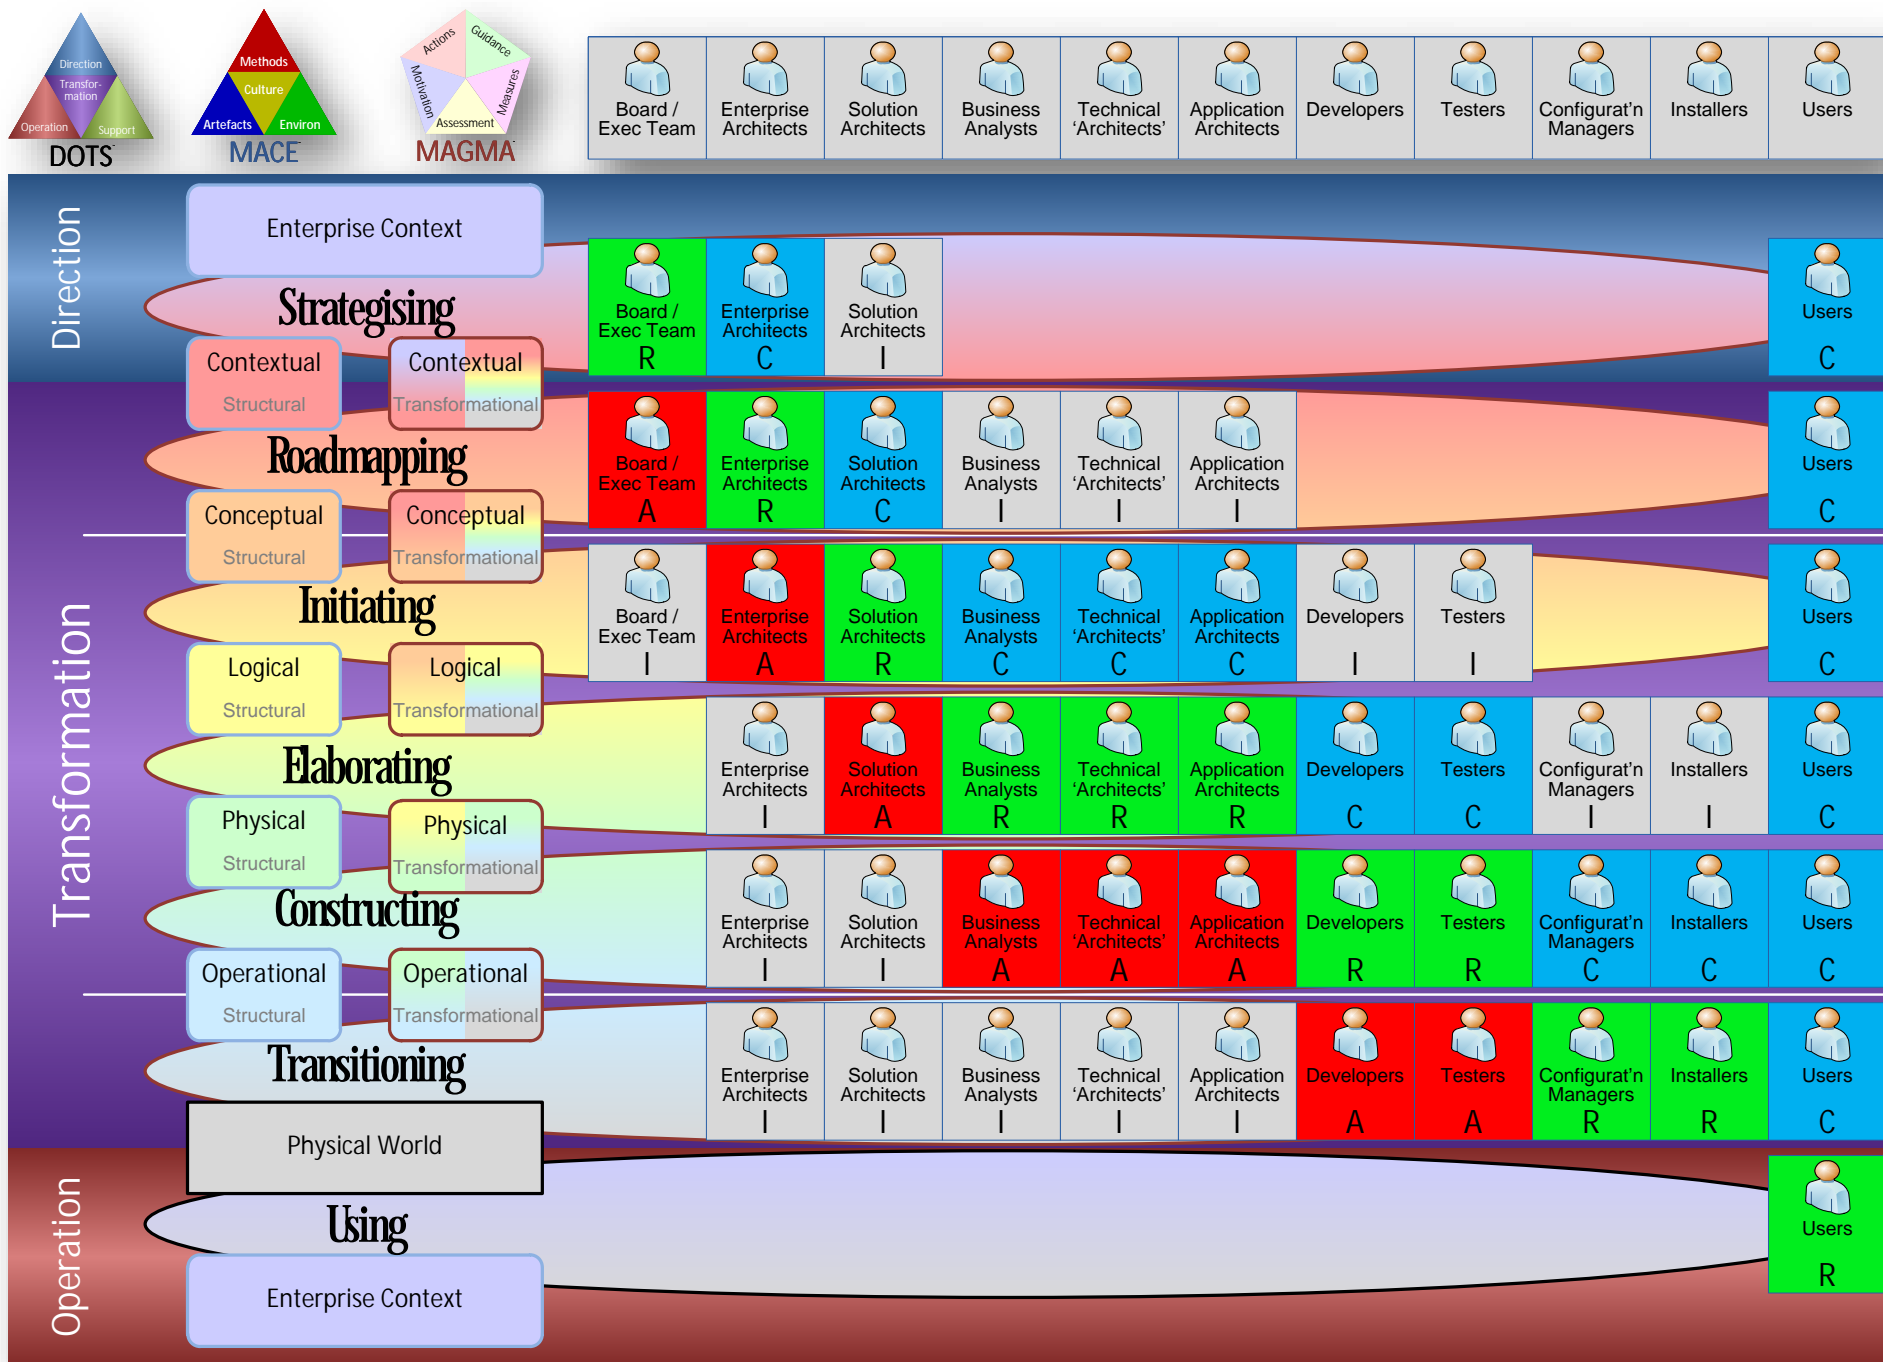 Direction
Transfor-
mation
Operation
Support
DOTS
Methods
Culture
Artefacts
Environ
MACE
Actions
Guidance
Motivation
Measures
Assessment
MAGMA
Board /
Exec Team
Enterprise
Architects
Solution
Architects
Business
Analysts
Technical
‘Architects’
Application
Architects
Developers
Testers
Configurat’n
Managers
Installers
Users
Direction
Enterprise Context
Strategising
Board /
Exec Team
R
Enterprise
Architects
C
Solution
Architects
I
Users
C
Contextual
Structural
Contextual
Transformational
Transformation
Roadmapping
Board /
Exec Team
A
Enterprise
Architects
R
Solution
Architects
C
Business
Analysts
I
Technical
‘Architects’
I
Application
Architects
I
Users
C
Conceptual
Structural
Conceptual
Transformational
Initiating
Board /
Exec Team
I
Enterprise
Architects
A
Solution
Architects
R
Business
Analysts
C
Technical
‘Architects’
C
Application
Architects
C
Developers
I
Testers
I
Users
C
Logical
Structural
Logical
Transformational
Elaborating
Enterprise
Architects
I
Solution
Architects
A
Business
Analysts
R
Technical
‘Architects’
R
Application
Architects
R
Developers
C
Testers
C
Configurat’n
Managers
I
Installers
I
Users
C
Physical
Structural
Physical
Transformational
Constructing
Enterprise
Architects
I
Solution
Architects
I
Business
Analysts
A
Technical
‘Architects’
A
Application
Architects
A
Developers
R
Testers
R
Configurat’n
Managers
C
Installers
C
Users
C
Operational
Structural
Operational
Transformational
Transitioning
Enterprise
Architects
I
Solution
Architects
I
Business
Analysts
I
Technical
‘Architects’
I
Application
Architects
I
Developers
A
Testers
A
Configurat’n
Managers
R
Installers
R
Users
C
Physical World
Operation
Using
Users
R
Enterprise Context